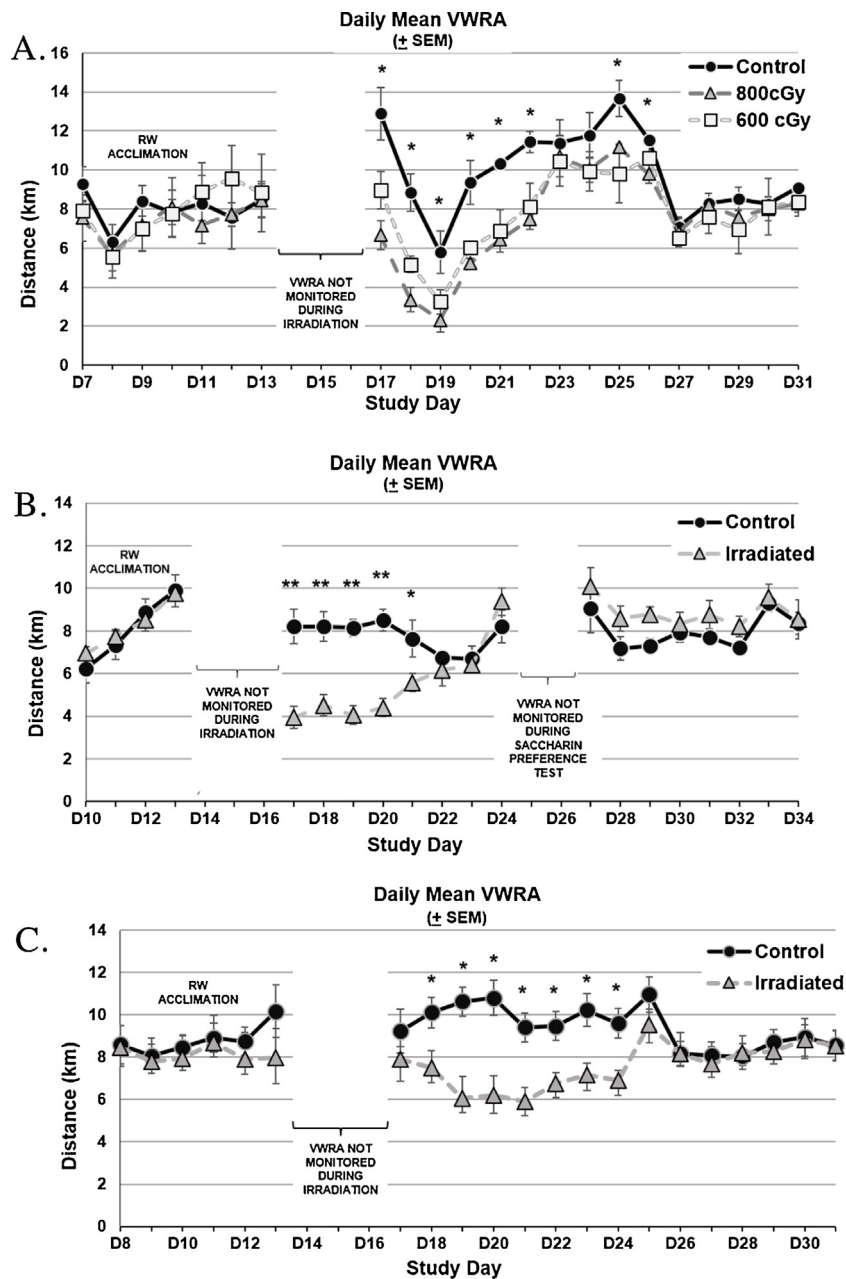 A.
Daily Mean VWRA
(± SEM)
Control
800cGy
600 cGy
RW
ACCLIMATION
VWRA NOT
MONITORED
DURING
IRRADIATION
* * * * * * * *
16
14
12
10
8
6
4
2
0
Distance (km)
D7 D9 D11 D13 D15 D17 D19 D21 D23 D25 D27 D29 D31
Study Day
B.
Daily Mean VWRA
(± SEM)
Control
Irradiated
RW
ACCLIMATION
** ** ** ** *
VWRA NOT
MONITORED
DURING
IRRADIATION
VWRA NOT
MONITORED
DURING
SACCHARIN
PREFERENCE
TEST
14
12
10
8
6
4
2
0
Distance (km)
D10 D12 D14 D16 D18 D20 D22 D24 D26 D28 D30 D32 D34
Study Day
C.
Daily Mean VWRA
(± SEM)
Control
Irradiated
RW
ACCLIMATION
* * * * * * *
VWRA NOT
MONITORED
DURING
IRRADIATION
14
12
10
8
6
4
2
0
Distance (km)
D8 D10 D12 D14 D16 D18 D20 D22 D24 D26 D28 D30
Study Day